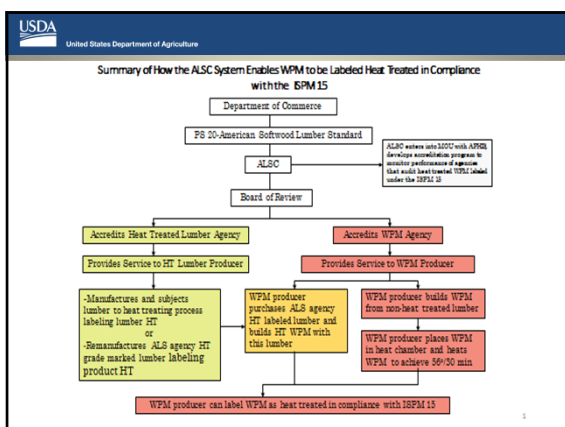 USDA
United States Department of Agriculture
Summary of How the ALSC System Enables WPM to be Labeled Heat Treated in Compliance
with the ISPM 15
Department of Commerce
PS 20-American Softwood Lumber Standard
ALSC
ALSC enters into MOU with APHIS,
develops accreditation program to
monitor performance of agencies
that audit heat treated WPM labeled
under the ISPM 15
Board of Review
Accredits Heat Treated Lumber Agency
Accredits WPM Agency
Provides Service to HT Lumber Producer
Provides Service to WPM Producer
-Manufactures and subjects
lumber to heat treating process
labeling lumber HT
or
-Remanufactures ALS agency HT
grade marked lumber labeling
product HT
WPM producer
purchases ALS agency
HT labeled lumber and
builds HT WPM with
this lumber
WPM producer builds WPM
from non-heat treated lumber
WPM producer places WPM
in heat chamber and heats
WPM to achieve 56°/30 min
WPM producer can label WPM as heat treated in compliance with ISPM 15
1